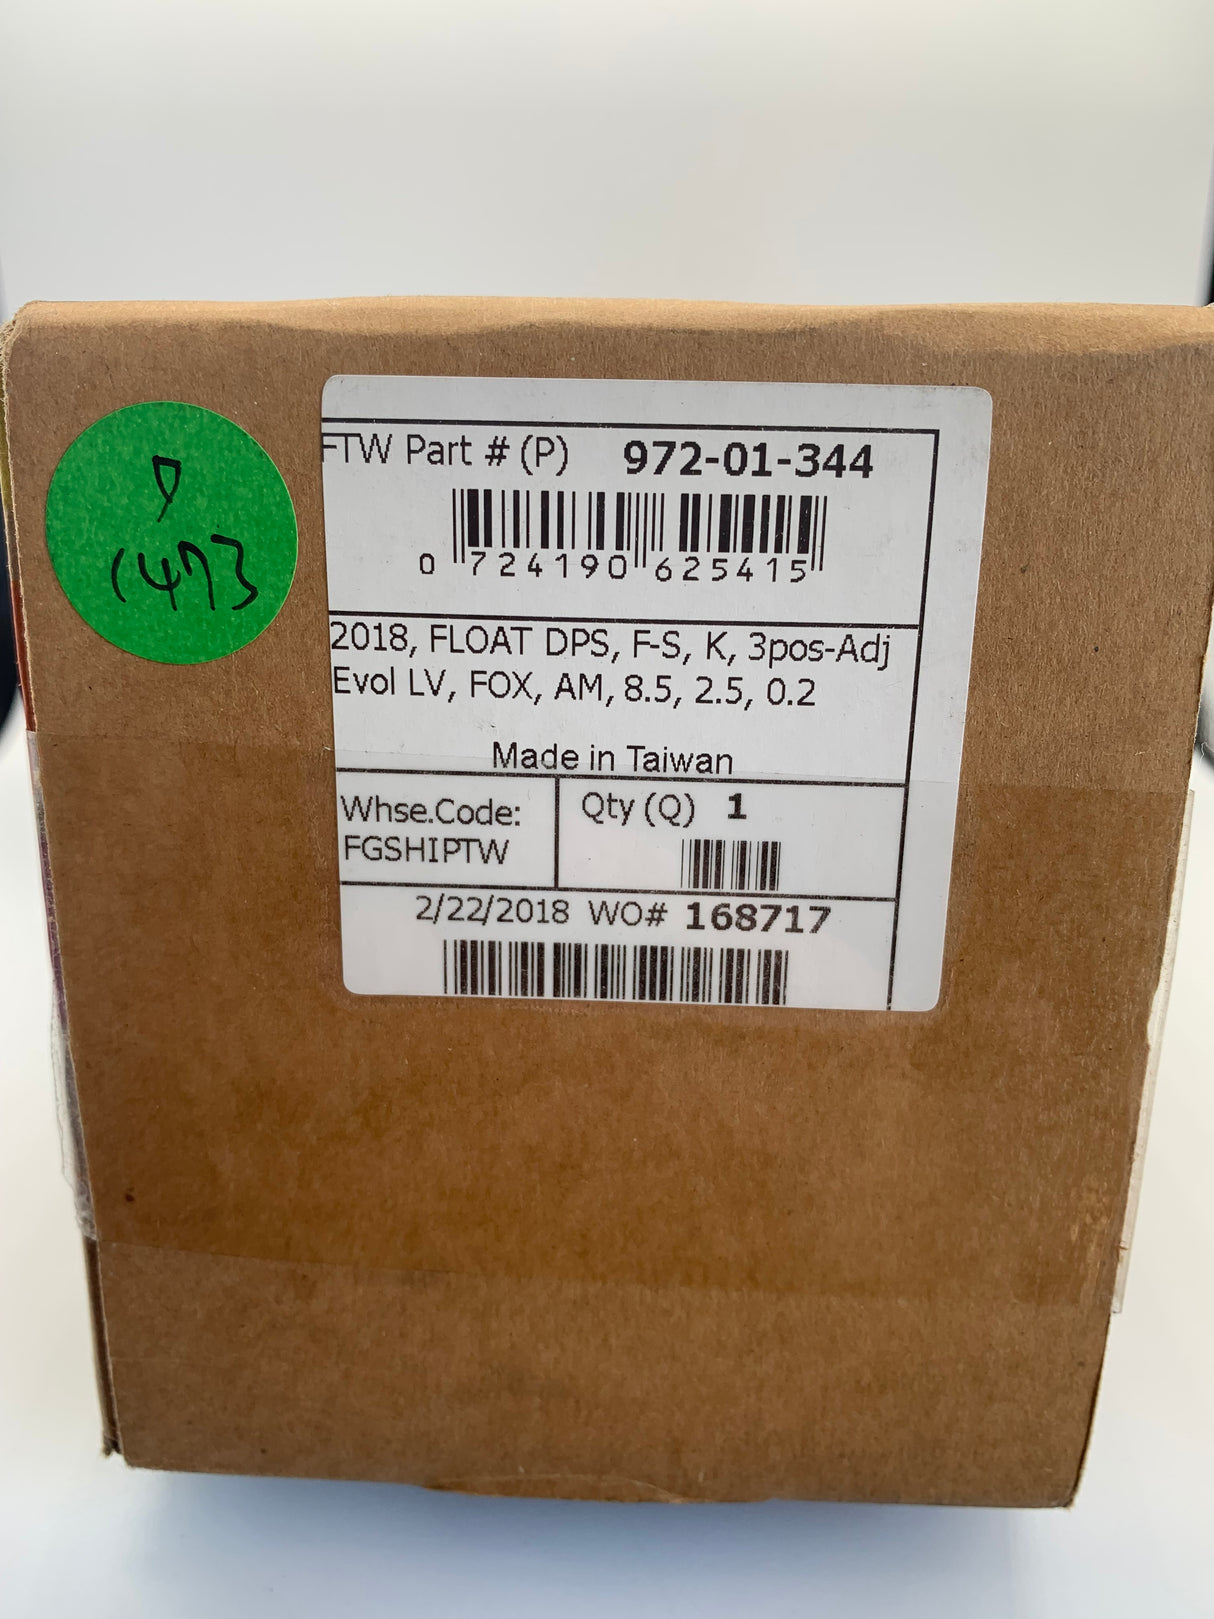 FTW Part # (P) 972-01-344
0 724190 625415
2018, FLOAT DPS, F-S, K, 3pos-Adj
Evol LV, FOX, AM, 8.5, 2.5, 0.2
Made in Taiwan
Whse.Code:
FGSHIPTW
Qty (Q) 1
2/22/2018 WO# 168717